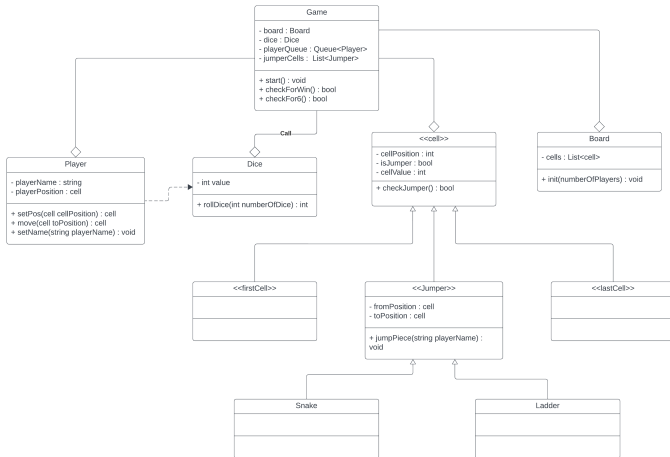 Game
- board : Board
- dice : Dice
- playerQueue : Queue<Player>
- jumperCells : List<Jumper>
+ start() : void
+ checkForWin() : bool
+ checkFor6() : bool
Call
Player
- playerName : string
- playerPosition : cell
+ setPos(cell cellPosition) : cell
+ move(cell toPosition) : cell
+ setName(string playerName) : void
Dice
- int value
+ rollDice(int numberOfDice) : int
<<cell>>
- cellPosition : int
- isJumper : bool
- cellValue : int
+ checkJumper() : bool
Board
- cells : List<cell>
+ init(numberOfPlayers) : void
<<firstCell>>
<<Jumper>>
- fromPosition : cell
- toPosition : cell
+ jumpPiece(string playerName) :
void
<<lastCell>>
Snake
Ladder